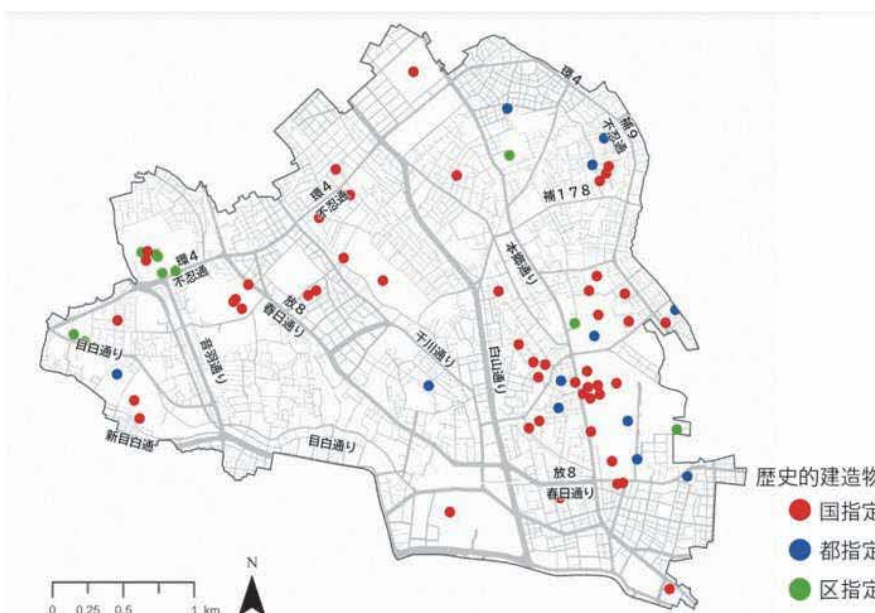 環4
補9
不忍通
補178
環4
不忍通
本郷通り
環4
不忍通
放8
春日通り
千川通り
白山通り
音羽通り
目白通り
新目白通
目白通り
放8
春日通り
歴史的建造物
国指定
都指定
区指定
N
0 0.25 0.5 1 km